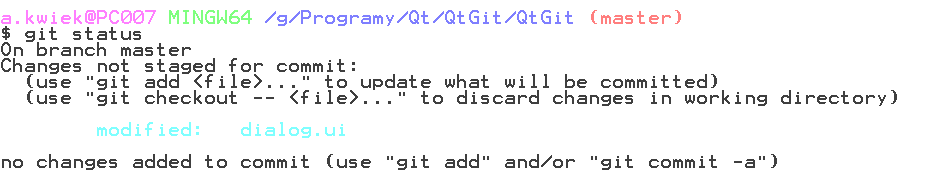 a.kwiek@PC007 MINGW64 /g/Programy/Qt/QtGit/QtGit (master)
$ git status
On branch master
Changes not staged for commit:
  (use "git add <file>..." to update what will be committed)
  (use "git checkout -- <file>..." to discard changes in working directory)

        modified:   dialog.ui

no changes added to commit (use "git add" and/or "git commit -a")